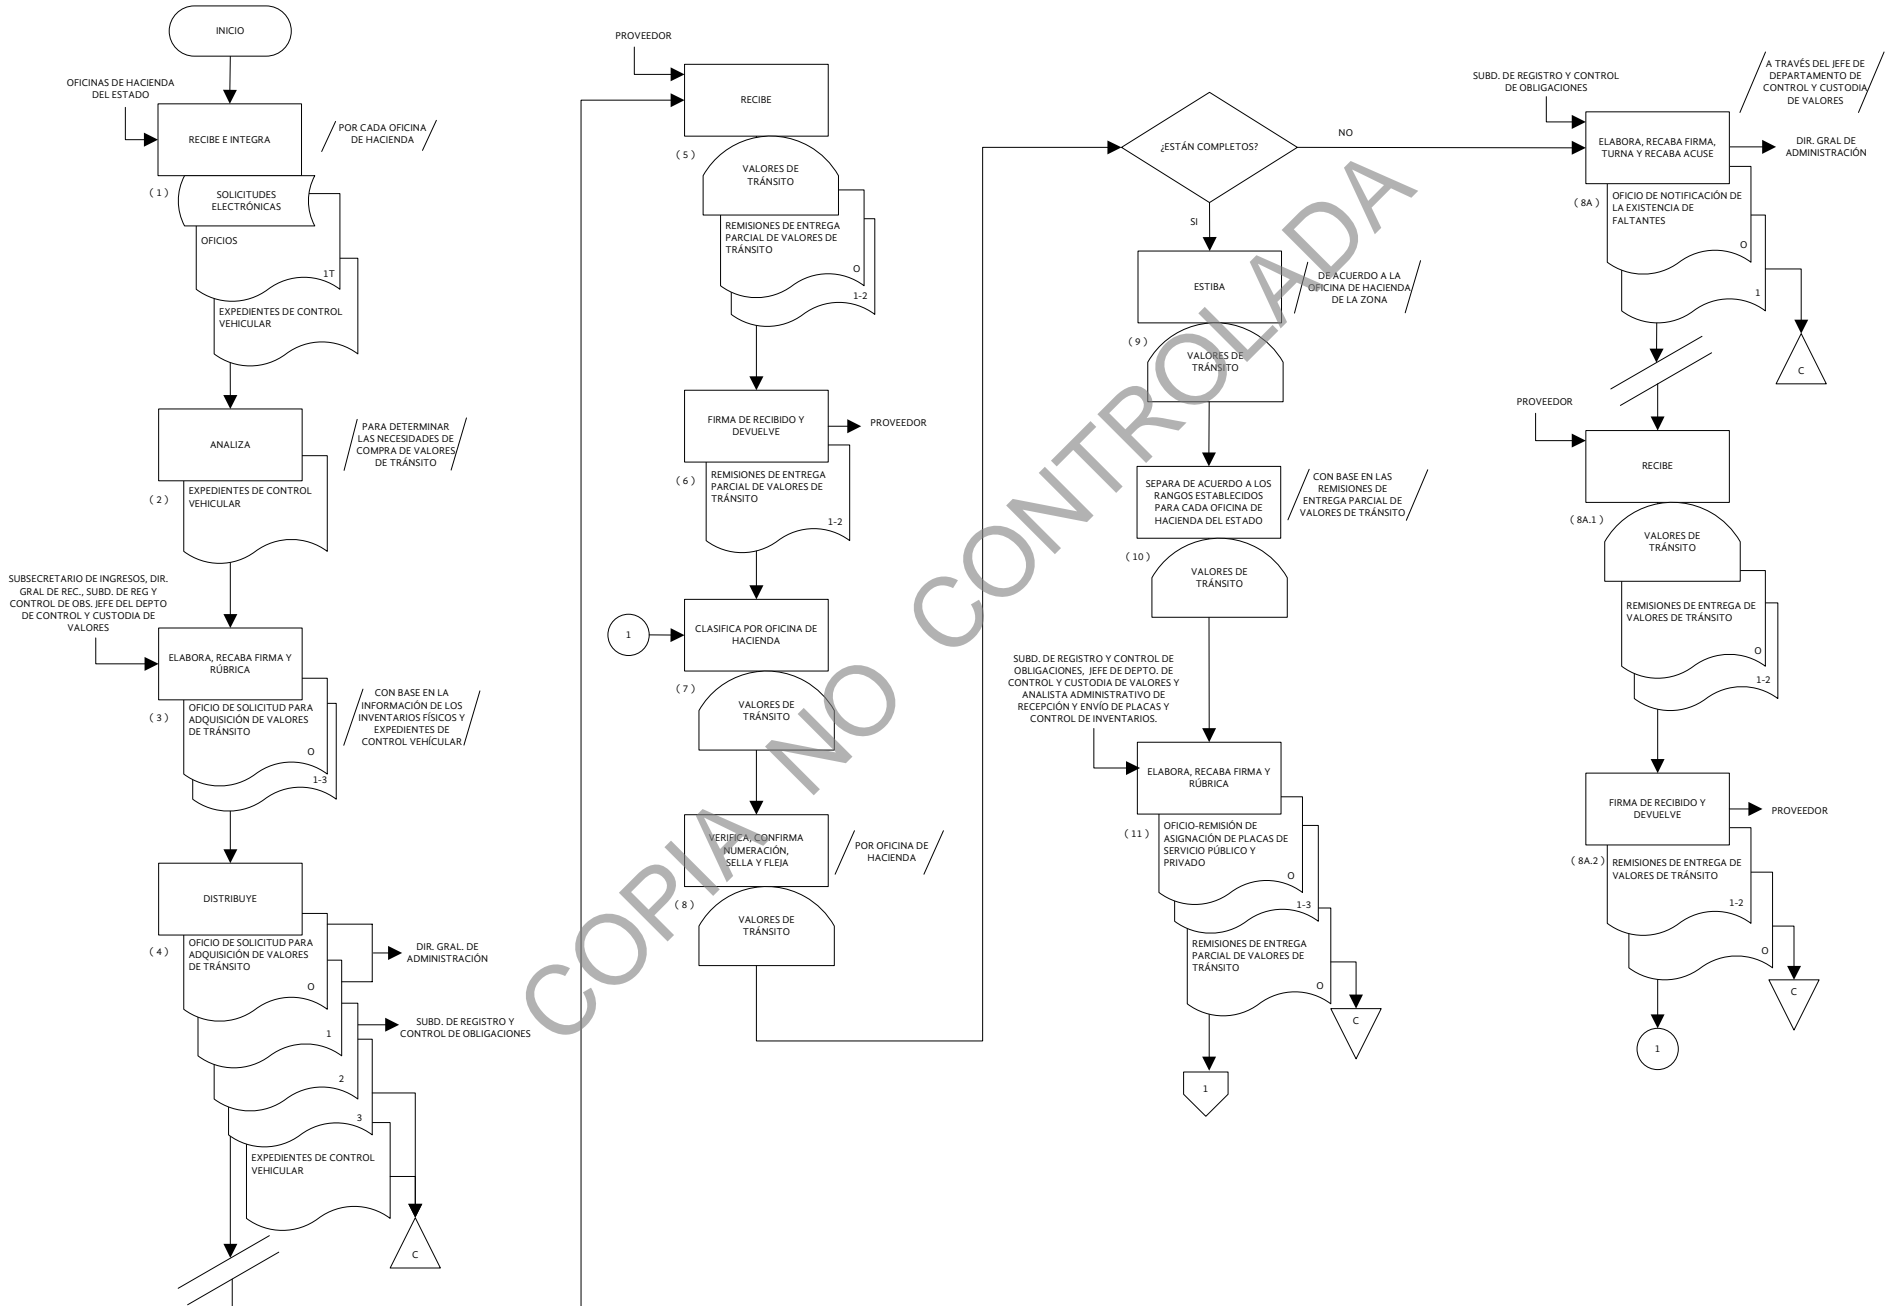 INICIO
OFICINAS DE HACIENDA
DEL ESTADO
RECIBE E INTEGRA
POR CADA OFICINA
DE HACIENDA
( 1 )
SOLICITUDES
ELECTRÓNICAS
OFICIOS
1T
EXPEDIENTES DE CONTROL
VEHICULAR
ANALIZA
PARA DETERMINAR
LAS NECESIDADES DE
COMPRA DE VALORES
DE TRÁNSITO
( 2 )
EXPEDIENTES DE CONTROL
VEHICULAR
SUBSECRETARIO DE INGRESOS, DIR.
GRAL DE REC., SUBD. DE REG Y
CONTROL DE OBS. JEFE DEL DEPTO
DE CONTROL Y CUSTODIA DE
VALORES
ELABORA, RECABA FIRMA Y
RÚBRICA
CON BASE EN LA
INFORMACIÓN DE LOS
INVENTARIOS FÍSICOS Y
EXPEDIENTES DE
CONTROL VEHÍCULAR
( 3 )
OFICIO DE SOLICITUD PARA
ADQUISICIÓN DE VALORES
DE TRÁNSITO
O
1-3
DISTRIBUYE
( 4 )
OFICIO DE SOLICITUD PARA
ADQUISICIÓN DE VALORES
DE TRÁNSITO
O
DIR. GRAL. DE
ADMINISTRACIÓN
1
SUBD. DE REGISTRO Y
CONTROL DE OBLIGACIONES
2
3
EXPEDIENTES DE CONTROL
VEHICULAR
C
PROVEEDOR
RECIBE
( 5 )
VALORES DE
TRÁNSITO
REMISIONES DE ENTREGA
PARCIAL DE VALORES DE
TRÁNSITO
O
1-2
FIRMA DE RECIBIDO Y
DEVUELVE
PROVEEDOR
( 6 )
REMISIONES DE ENTREGA
PARCIAL DE VALORES DE
TRÁNSITO
1-2
1
CLASIFICA POR OFICINA DE
HACIENDA
( 7 )
VALORES DE
TRÁNSITO
VERIFICA, CONFIRMA
NUMERACIÓN,
SELLA Y FLEJA
POR OFICINA DE
HACIENDA
( 8 )
VALORES DE
TRÁNSITO
¿ESTÁN COMPLETOS?
NO
SI
ESTIBA
DE ACUERDO A LA
OFICINA DE HACIENDA
DE LA ZONA
( 9 )
VALORES DE
TRÁNSITO
SEPARA DE ACUERDO A LOS
RANGOS ESTABLECIDOS
PARA CADA OFICINA DE
HACIENDA DEL ESTADO
CON BASE EN LAS
REMISIONES DE
ENTREGA PARCIAL DE
VALORES DE TRÁNSITO
( 10 )
VALORES DE
TRÁNSITO
SUBD. DE REGISTRO Y CONTROL DE
OBLIGACIONES, JEFE DE DEPTO. DE
CONTROL Y CUSTODIA DE VALORES Y
ANALISTA ADMINISTRATIVO DE
RECEPCIÓN Y ENVÍO DE PLACAS Y
CONTROL DE INVENTARIOS.
ELABORA, RECABA FIRMA Y
RÚBRICA
( 11 )
OFICIO-REMISIÓN DE
ASIGNACIÓN DE PLACAS DE
SERVICIO PÚBLICO Y
PRIVADO
O
1-3
REMISIONES DE ENTREGA
PARCIAL DE VALORES DE
TRÁNSITO
O
C
1
SUBD. DE REGISTRO Y CONTROL
DE OBLIGACIONES
A TRAVÉS DEL JEFE DE
DEPARTAMENTO DE
CONTROL Y CUSTODIA
DE VALORES
ELABORA, RECABA FIRMA,
TURNA Y RECABA ACUSE
DIR. GRAL DE
ADMINISTRACIÓN
( 8A )
OFICIO DE NOTIFICACIÓN DE
LA EXISTENCIA DE
FALTANTES
O
1
C
PROVEEDOR
RECIBE
( 8A.1 )
VALORES DE
TRÁNSITO
REMISIONES DE ENTREGA DE
VALORES DE TRÁNSITO
O
1-2
FIRMA DE RECIBIDO Y
DEVUELVE
PROVEEDOR
( 8A.2 )
REMISIONES DE ENTREGA DE
VALORES DE TRÁNSITO
1-2
O
C
1
COPIA NO CONTROLADA